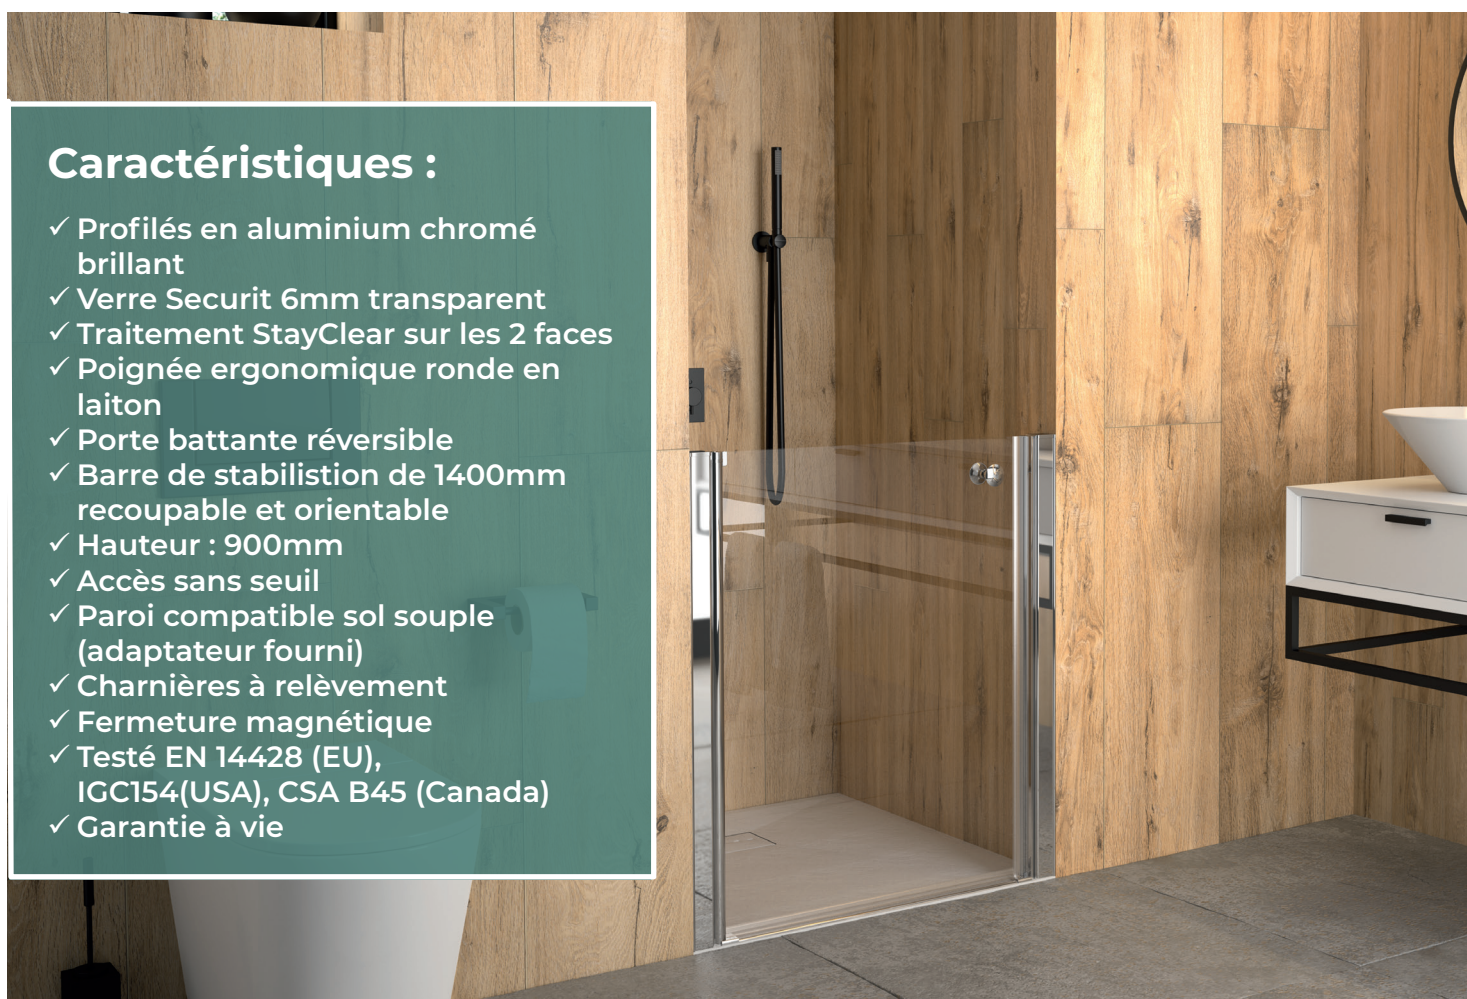 Caractéristiques :
✓ Profilés en aluminium chromé
brillant
✓ Verre Securit 6mm transparent
✓ Traitement StayClear sur les 2 faces
✓ Poignée ergonomique ronde en
laiton
✓ Porte battante réversible
✓ Barre de stabilistion de 1400mm
recoupable et orientable
✓ Hauteur : 900mm
✓ Accès sans seuil
✓ Paroi compatible sol souple
(adaptateur fourni)
✓ Charnières à relèvement
✓ Fermeture magnétique
✓ Testé EN 14428 (EU),
IGC154(USA), CSA B45 (Canada)
✓ Garantie à vie